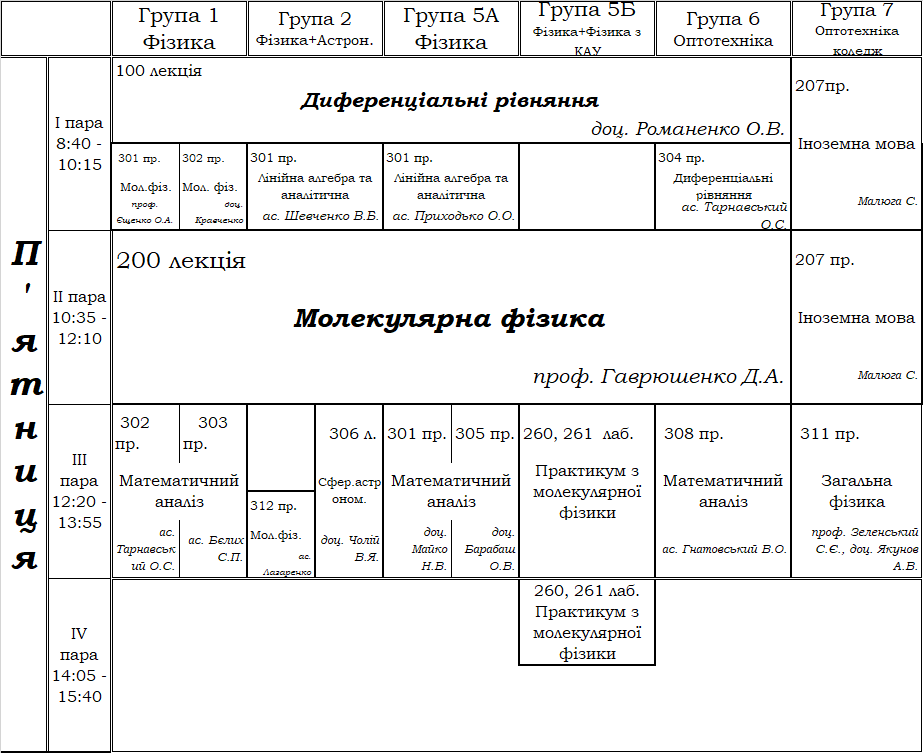 Група 1
Фізика
Група 2
Фізика+Астрон.
Група 5А
Фізика
Група 5Б
Фізика+Фізика з
КАУ
Група 6
Оптотехніка
Група 7
Оптотехніка
коледж
П'ятниця
I пара
8:40 -
10:15
100 лекція
Диференціальні рівняння
доц. Романенко О.В.
207пр.
Іноземна мова
Малюга С.
301 пр.
Мол.фіз.
проф.
Єщенко О.А.
302 пр.
Мол. фіз.
доц.
Кравченко
301 пр.
Лінійна алгебра та
аналітична
ас. Шевченко В.В.
301 пр.
Лінійна алгебра та
аналітична
ас. Приходько О.О.
304 пр.
Диференціальні
рівняння
ас. Тарнавський
О.С.
II пара
10:35 -
12:10
200 лекція
Молекулярна фізика
проф. Гаврюшенко Д.А.
207 пр.
Іноземна мова
Малюга С.
III
пара
12:20 -
13:55
302
пр.
303
пр.
Математичний
аналіз
ас.
Тарнавськ
ий О.С.
ас. Бєлих
С.П.
312 пр.
Мол.фіз.
ас.
Лазаренко
306 л.
Сфер.астр
оном.
доц. Чолій
В.Я.
301 пр.
305 пр.
Математичний
аналіз
доц.
Майко
Н.В.
доц.
Барабаш
О.В.
260, 261 лаб.
Практикум з
молекулярної
фізики
308 пр.
Математичний
аналіз
ас. Гнатовський В.О.
311 пр.
Загальна
фізика
проф. Зеленський
С.Є., доц. Якунов
А.В.
IV
пара
14:05 -
15:40
260, 261 лаб.
Практикум з
молекулярної
фізики